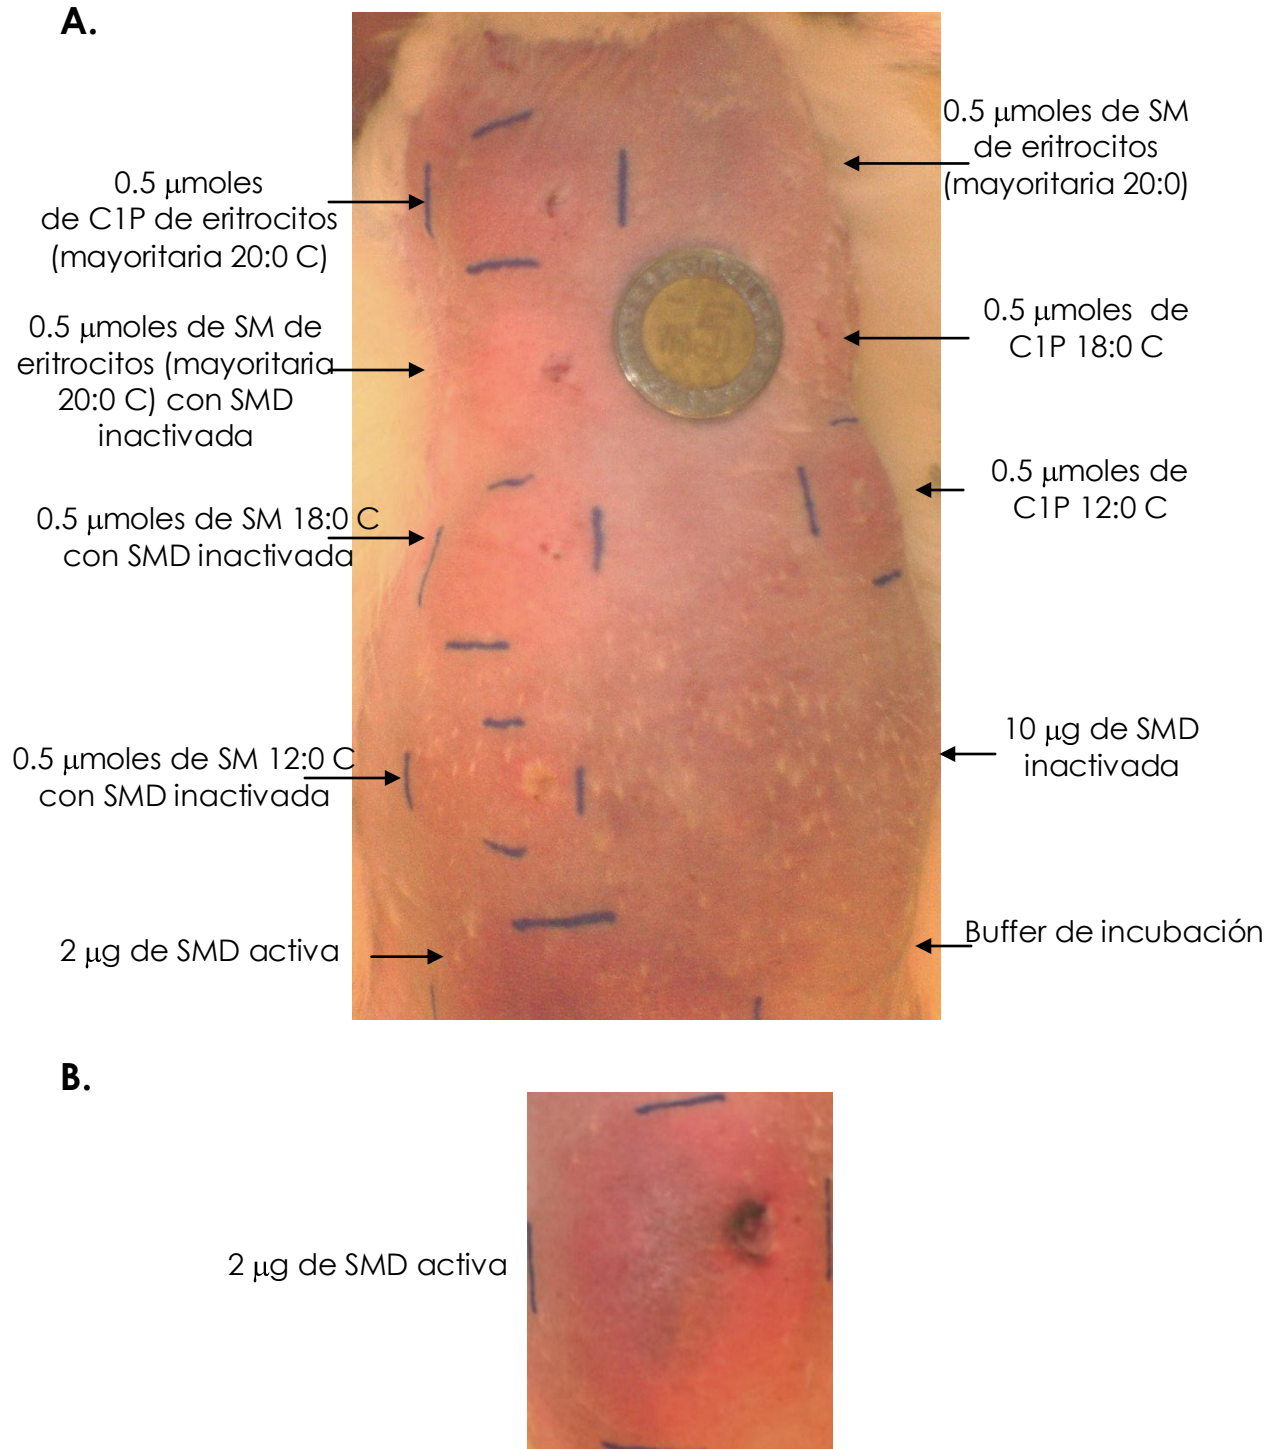 A.
0.5 μmoles
de C1P de eritrocitos
(mayoritaria 20:0 C)
0.5 μmoles de SM de
eritrocitos (mayoritaria
20:0 C) con SMD
inactivada
0.5 μmoles de SM 18:0 C
con SMD inactivada
0.5 μmoles de SM 12:0 C
con SMD inactivada
2 μg de SMD activa
0.5 μmoles de SM
de eritrocitos
(mayoritaria 20:0)
0.5 μmoles de
C1P 18:0 C
0.5 μmoles de
C1P 12:0 C
10 μg de SMD
inactivada
Buffer de incubación
B.
2 μg de SMD activa